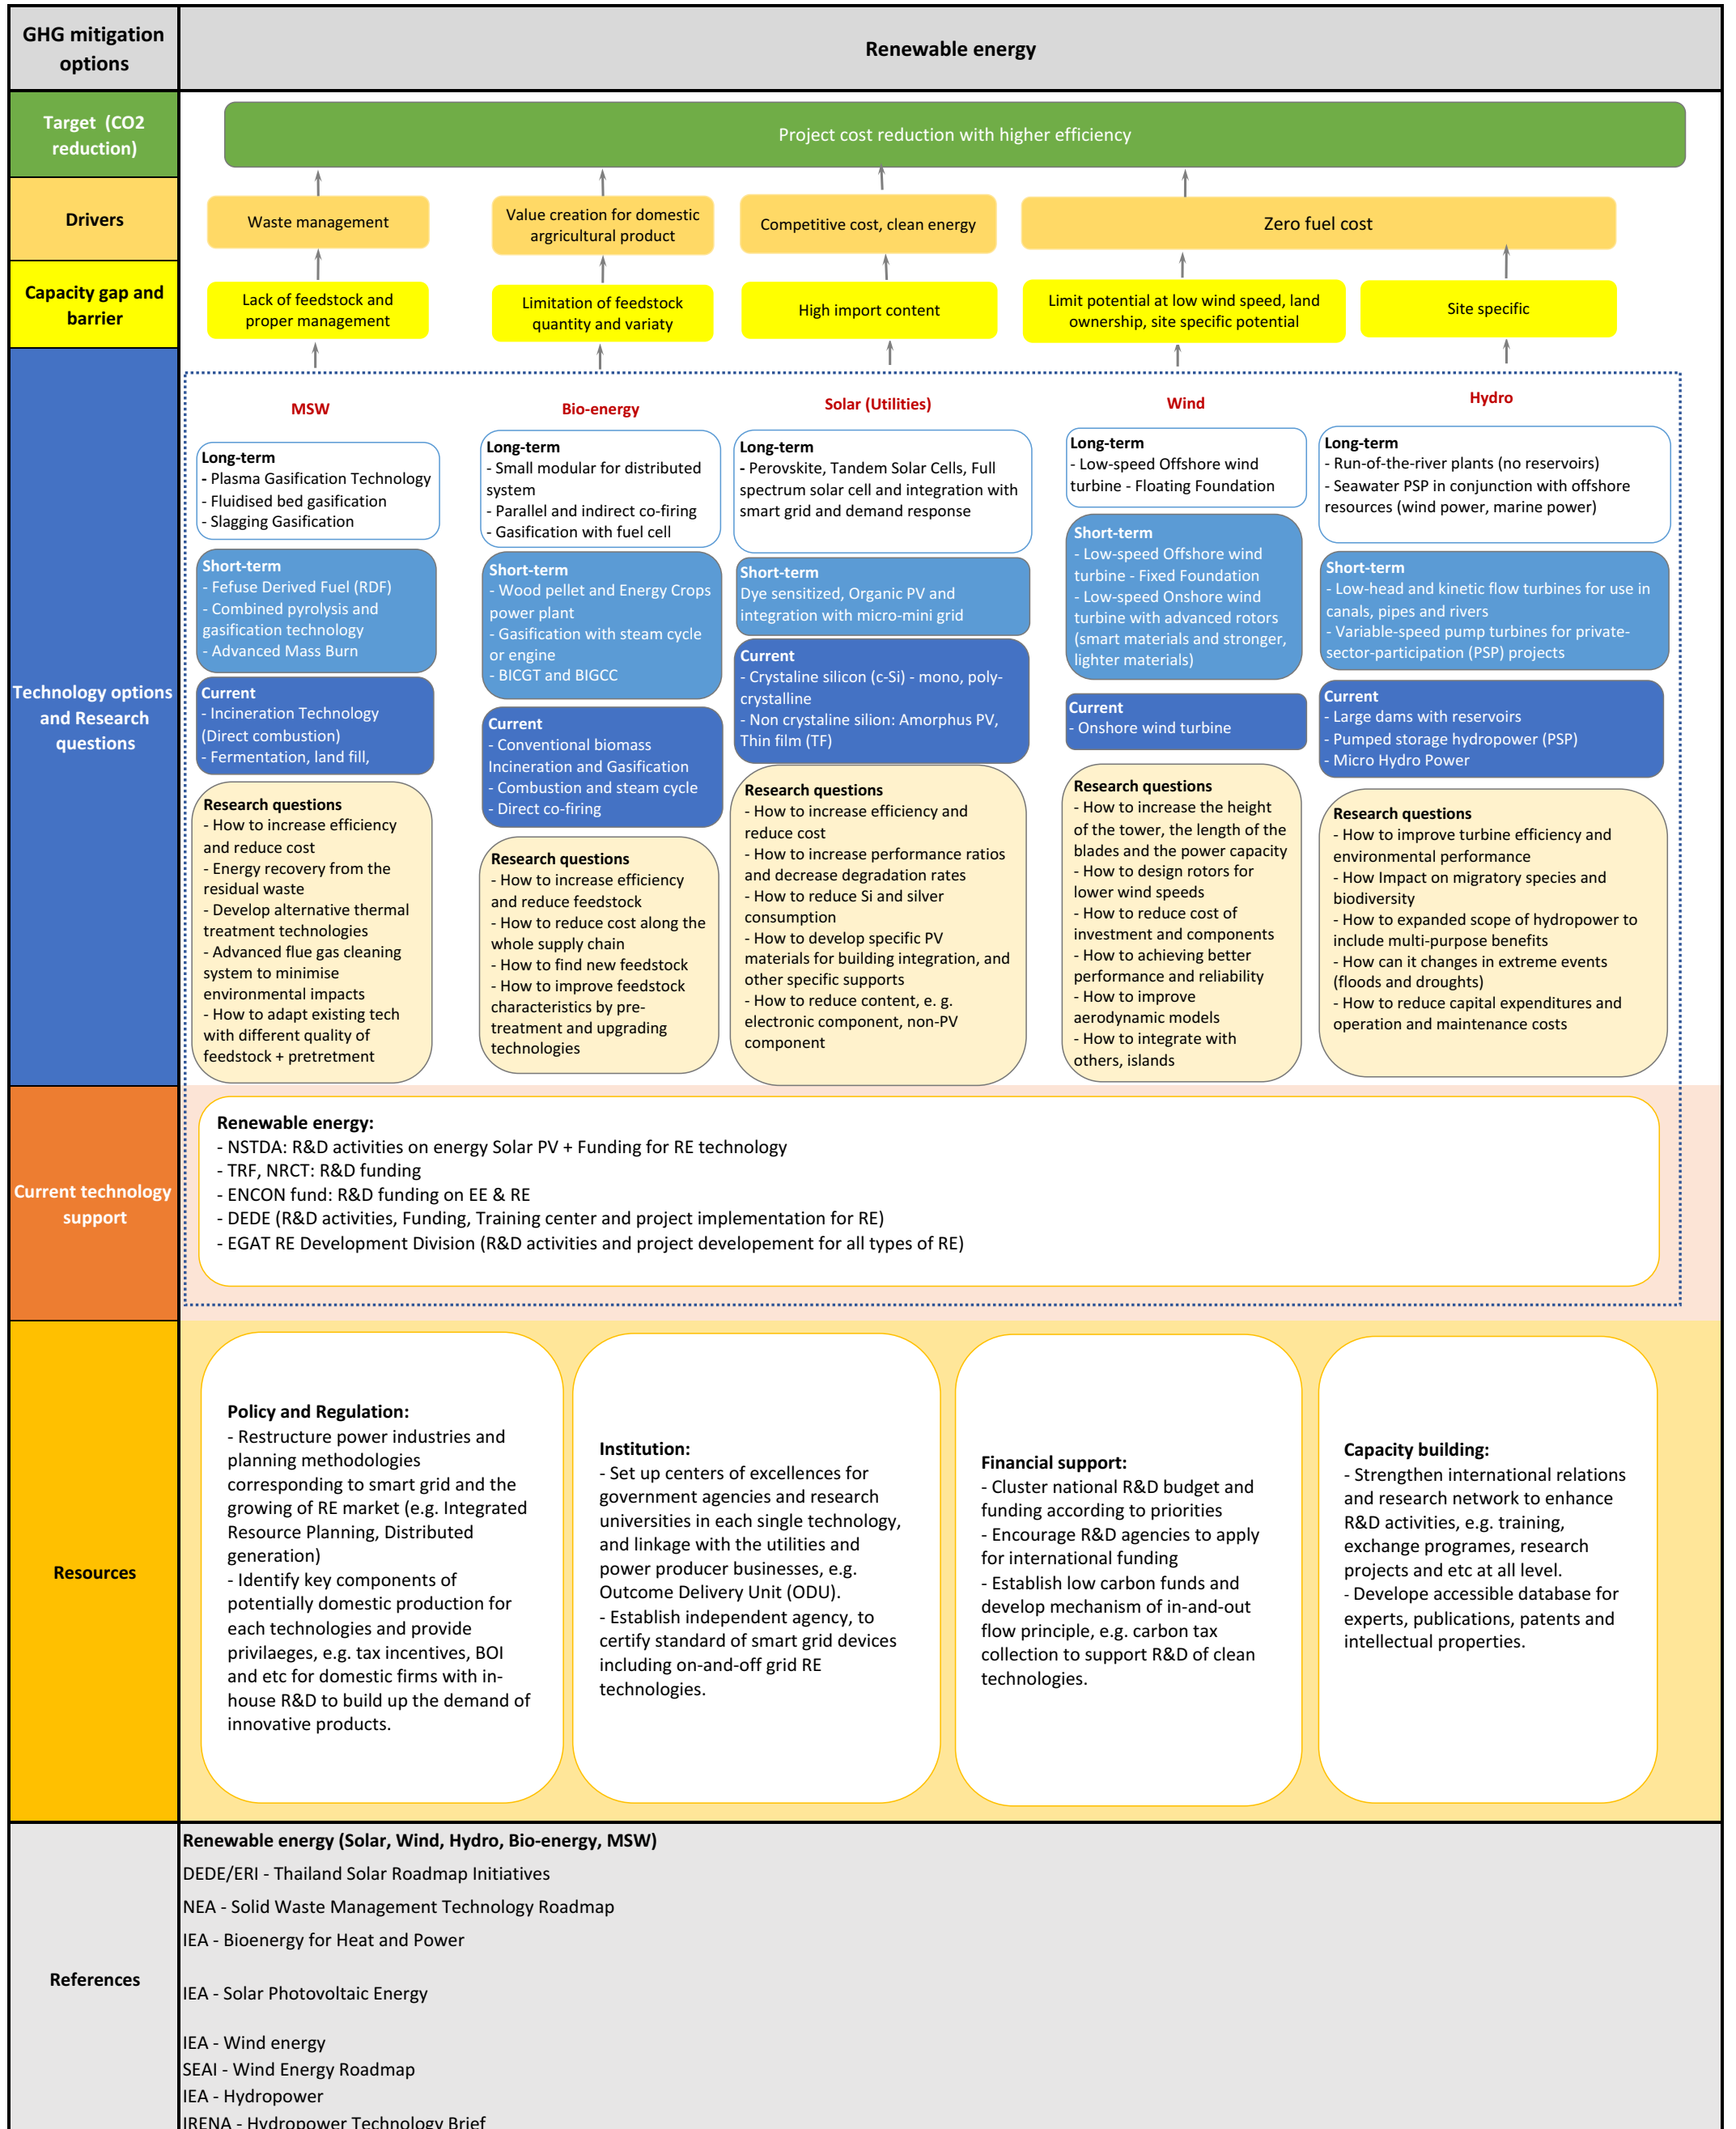 GHG mitigation
options
Renewable energy
Target (CO2
reduction)
Project cost reduction with higher efficiency
Drivers
Waste management
Value creation for domestic
argricultural product
Competitive cost, clean energy
Zero fuel cost
Capacity gap and
barrier
Lack of feedstock and
proper management
Limitation of feedstock
quantity and variaty
High import content
Limit potential at low wind speed, land
ownership, site specific potential
Site specific
Technology options
and Research
questions
MSW
Long-term
- Plasma Gasification Technology
- Fluidised bed gasification
- Slagging Gasification
Short-term
- Fefuse Derived Fuel (RDF)
- Combined pyrolysis and
gasification technology
- Advanced Mass Burn
Current
- Incineration Technology
(Direct combustion)
- Fermentation, land fill,
Research questions
- How to increase efficiency
and reduce cost
- Energy recovery from the
residual waste
- Develop alternative thermal
treatment technologies
- Advanced flue gas cleaning
system to minimise
environmental impacts
- How to adapt existing tech
with different quality of
feedstock + pretretment
Bio-energy
Long-term
- Small modular for distributed
system
- Parallel and indirect co-firing
- Gasification with fuel cell
Short-term
- Wood pellet and Energy Crops
power plant
- Gasification with steam cycle
or engine
- BICGT and BIGCC
Current
- Conventional biomass
Incineration and Gasification
- Combustion and steam cycle
- Direct co-firing
Research questions
- How to increase efficiency
and reduce feedstock
- How to reduce cost along the
whole supply chain
- How to find new feedstock
- How to improve feedstock
characteristics by pre-
treatment and upgrading
technologies
Solar (Utilities)
Long-term
- Perovskite, Tandem Solar Cells, Full
spectrum solar cell and integration with
smart grid and demand response
Short-term
Dye sensitized, Organic PV and
integration with micro-mini grid
Current
- Crystaline silicon (c-Si) - mono, poly-
crystalline
- Non crystaline silion: Amorphus PV,
Thin film (TF)
Research questions
- How to increase efficiency and
reduce cost
- How to increase performance ratios
and decrease degradation rates
- How to reduce Si and silver
consumption
- How to develop specific PV
materials for building integration, and
other specific supports
- How to reduce content, e. g.
electronic component, non-PV
component
Wind
Long-term
- Low-speed Offshore wind
turbine - Floating Foundation
Short-term
- Low-speed Offshore wind
turbine - Fixed Foundation
- Low-speed Onshore wind
turbine with advanced rotors
(smart materials and stronger,
lighter materials)
Current
- Onshore wind turbine
Research questions
- How to increase the height
of the tower, the length of the
blades and the power capacity
- How to design rotors for
lower wind speeds
- How to reduce cost of
investment and components
- How to achieving better
performance and reliability
- How to improve
aerodynamic models
- How to integrate with
others, islands
Hydro
Long-term
- Run-of-the-river plants (no reservoirs)
- Seawater PSP in conjunction with offshore
resources (wind power, marine power)
Short-term
- Low-head and kinetic flow turbines for use in
canals, pipes and rivers
- Variable-speed pump turbines for private-
sector-participation (PSP) projects
Current
- Large dams with reservoirs
- Pumped storage hydropower (PSP)
- Micro Hydro Power
Research questions
- How to improve turbine efficiency and
environmental performance
- How Impact on migratory species and
biodiversity
- How to expanded scope of hydropower to
include multi-purpose benefits
- How can it changes in extreme events
(floods and droughts)
- How to reduce capital expenditures and
operation and maintenance costs
Current technology
support
Renewable energy:
- NSTDA: R&D activities on energy Solar PV + Funding for RE technology
- TRF, NRCT: R&D funding
- ENCON fund: R&D funding on EE & RE
- DEDE (R&D activities, Funding, Training center and project implementation for RE)
- EGAT RE Development Division (R&D activities and project developement for all types of RE)
Resources
Policy and Regulation:
- Restructure power industries and
planning methodologies
corresponding to smart grid and the
growing of RE market (e.g. Integrated
Resource Planning, Distributed
generation)
- Identify key components of
potentially domestic production for
each technologies and provide
privilaeges, e.g. tax incentives, BOI
and etc for domestic firms with in-
house R&D to build up the demand of
innovative products.
Institution:
- Set up centers of excellences for
government agencies and research
universities in each single technology,
and linkage with the utilities and
power producer businesses, e.g.
Outcome Delivery Unit (ODU).
- Establish independent agency, to
certify standard of smart grid devices
including on-and-off grid RE
technologies.
Financial support:
- Cluster national R&D budget and
funding according to priorities
- Encourage R&D agencies to apply
for international funding
- Establish low carbon funds and
develop mechanism of in-and-out
flow principle, e.g. carbon tax
collection to support R&D of clean
technologies.
Capacity building:
- Strengthen international relations
and research network to enhance
R&D activities, e.g. training,
exchange programes, research
projects and etc at all level.
- Develope accessible database for
experts, publications, patents and
intellectual properties.
References
Renewable energy (Solar, Wind, Hydro, Bio-energy, MSW)
DEDE/ERI - Thailand Solar Roadmap Initiatives
NEA - Solid Waste Management Technology Roadmap
IEA - Bioenergy for Heat and Power
IEA - Solar Photovoltaic Energy
IEA - Wind energy
SEAI - Wind Energy Roadmap
IEA - Hydropower
IRENA - Hydropower Technology Brief